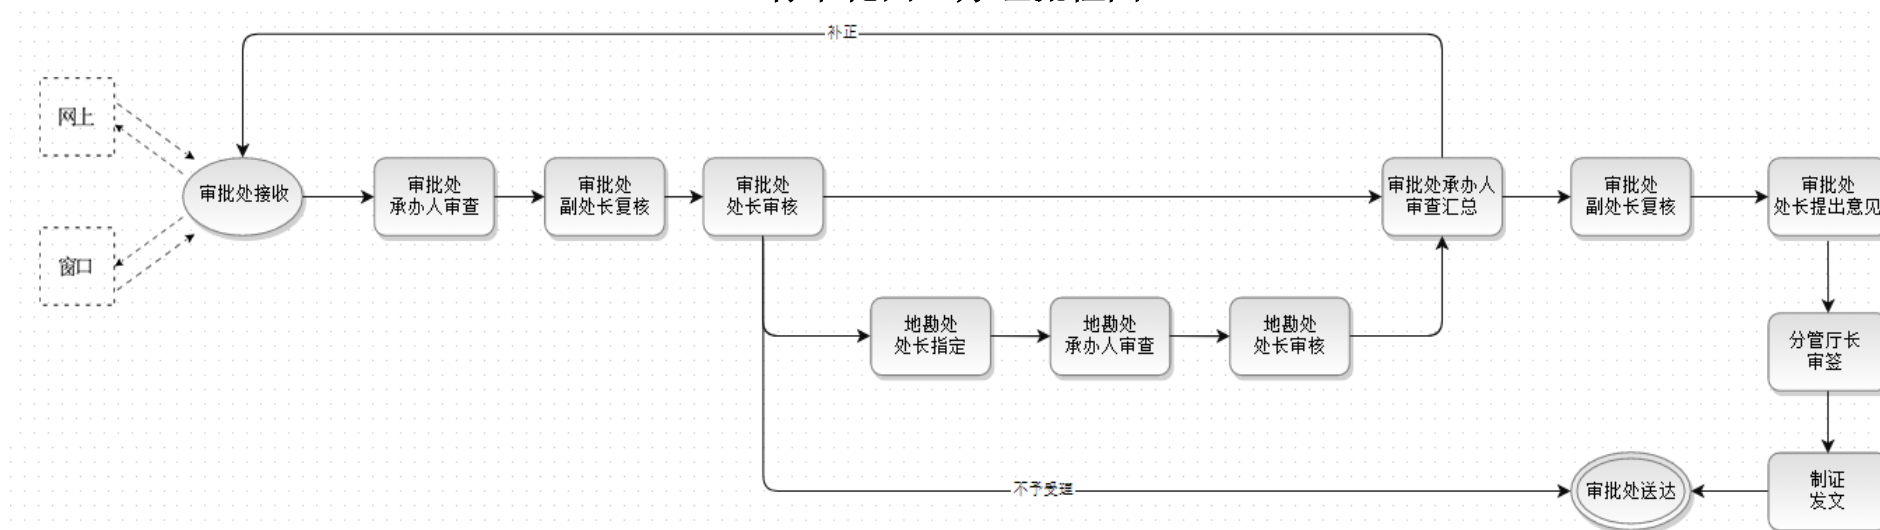 补正
网上
审批处接收
窗口
审批处
承办人审查
审批处
副处长复核
审批处
处长审核
审批处承办人
审查汇总
审批处
副处长复核
审批处
处长提出意见
地勘处
处长指定
地勘处
承办人审查
地勘处
处长审核
分管厅长
审签
不予受理
审批处送达
制证
发文